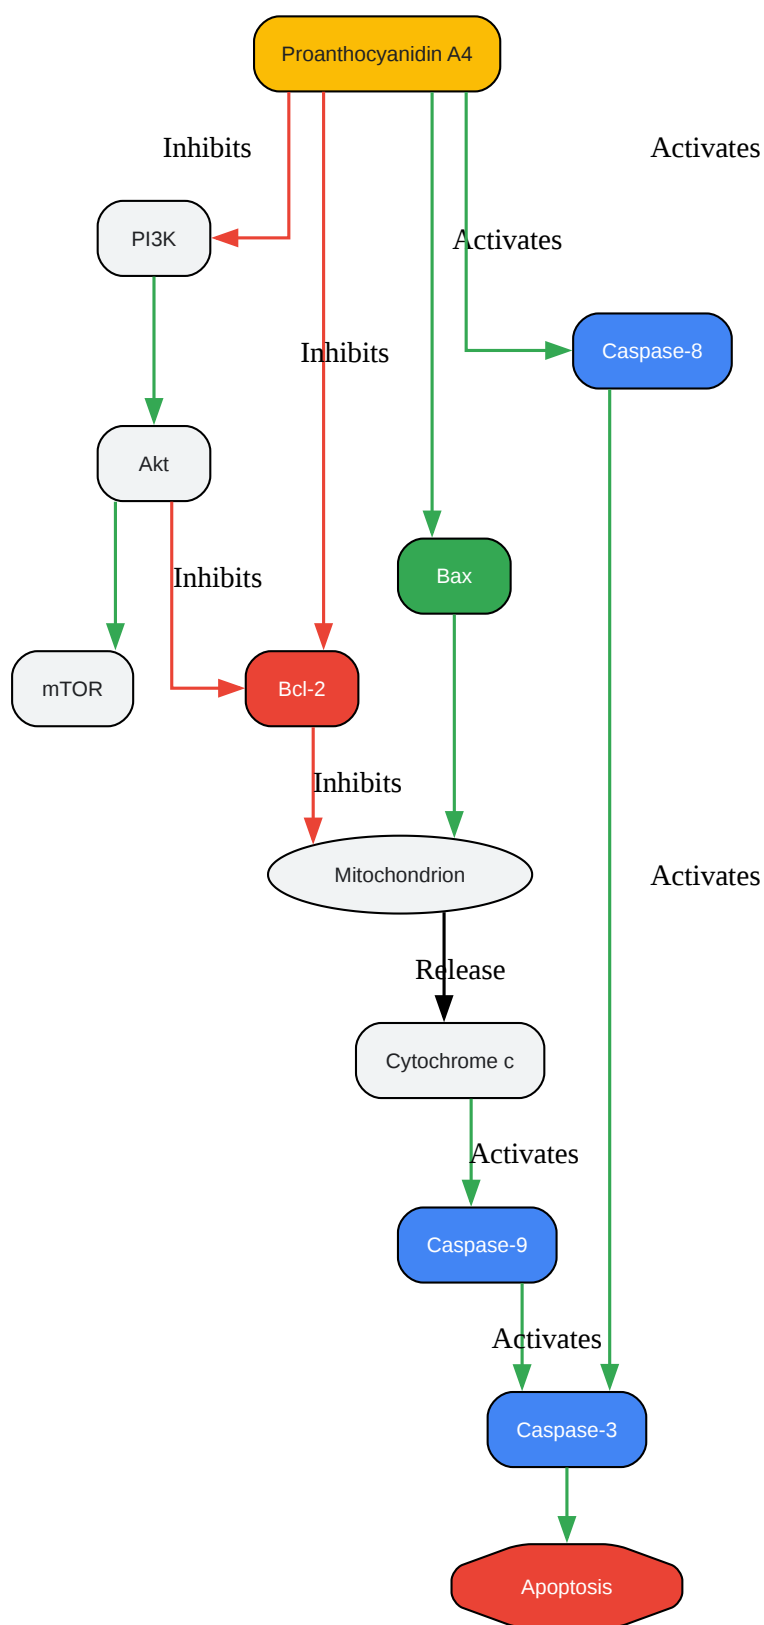 Proanthocyanidin A4
Inhibits
Activates
PI3K
Activates
Inhibits
Caspase-8
Akt
Inhibits
Bax
mTOR
Bcl-2
Inhibits
Mitochondrion
Activates
Release
Cytochrome c
Activates
Caspase-9
Activates
Caspase-3
Apoptosis